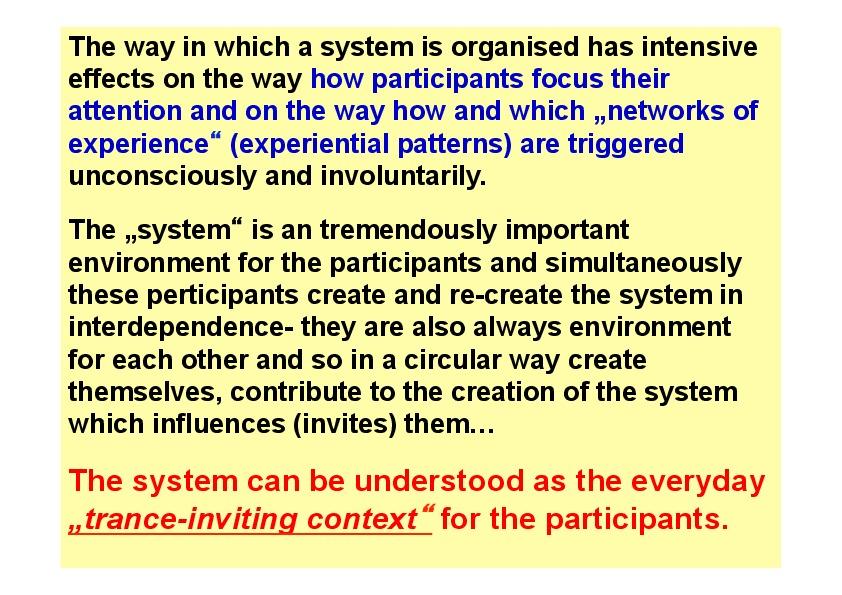 The way in which a system is organised has intensive
effects on the way how participants focus their
attention and on the way how and which „networks of
experience“ (experiential patterns) are triggered
unconsciously and involuntarily.
The „system“ is an tremendously important
environment for the participants and simultaneously
these perticipants create and re-create the system in
interdependence- they are also always environment
for each other and so in a circular way create
themselves, contribute to the creation of the system
which influences (invites) them…
The system can be understood as the everyday
„trance-inviting context“ for the participants.